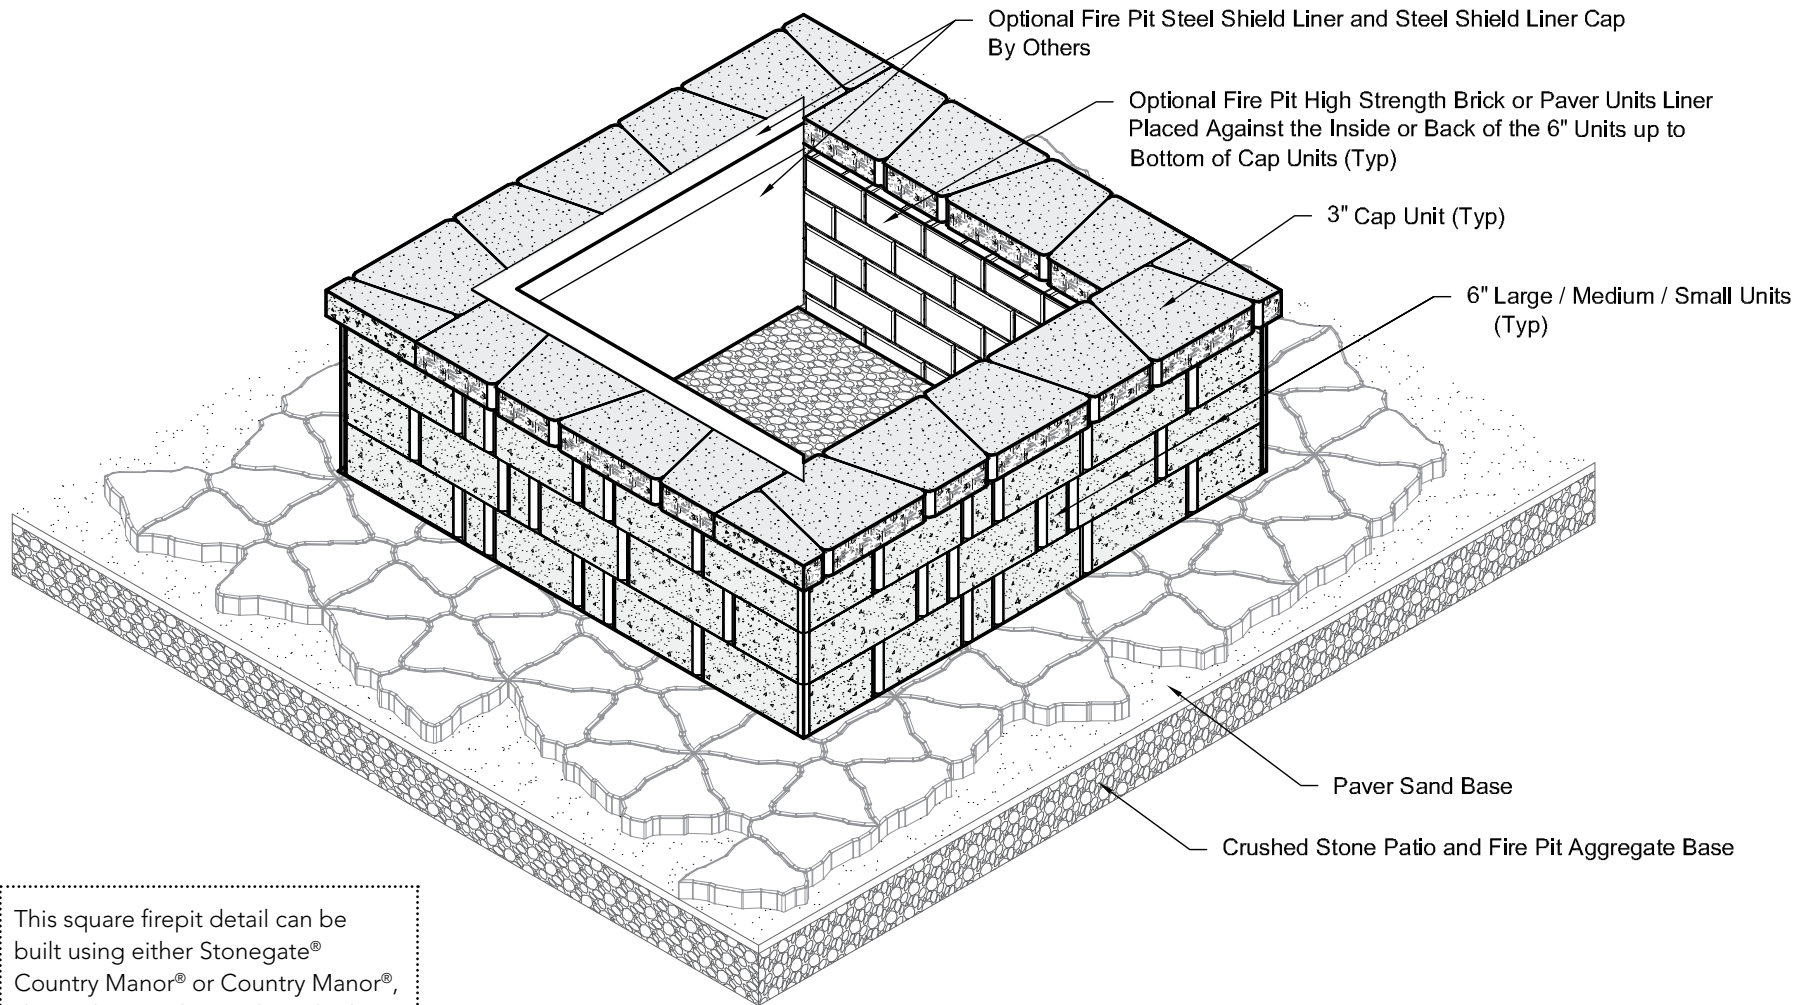 Optional Fire Pit Steel Shield Liner and Steel Shield Liner Cap
By Others
Optional Fire Pit High Strength Brick or Paver Units Liner
Placed Against the Inside or Back of the 6" Units up to
Bottom of Cap Units (Typ)
3" Cap Unit (Typ)
6" Large / Medium / Small Units
(Typ)
Paver Sand Base
Crushed Stone Patio and Fire Pit Aggregate Base
This square firepit detail can be
built using either Stonegate®
Country Manor® or Country Manor®,